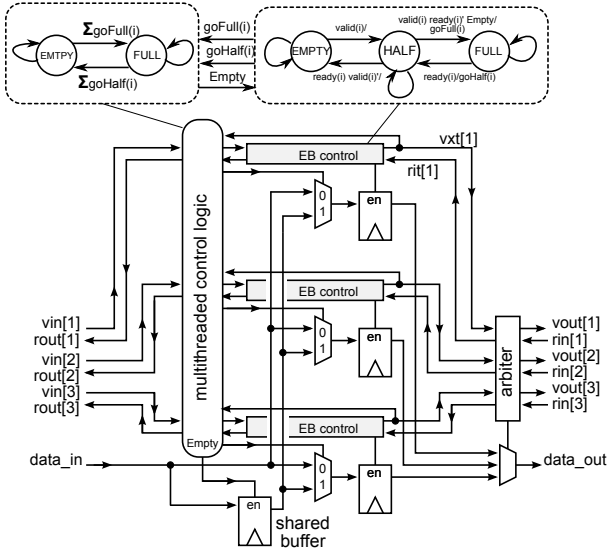 ΣgoFull(i)
EMTPY
FULL
ΣgoHalf(i)
goFull(i)
goHalf(i)
Empty
valid(i)/
valid(i) ready(i)' Empty/
goFull(i)
EMPTY
HALF
FULL
ready(i) valid(i)'/
ready(i)/goHalf(i)
multithreaded control logic
Empty
EB control
vxt[1]
rit[1]
0
1
en
EB control
0
1
en
EB control
0
1
en
vin[1]
rout[1]
vin[2]
rout[2]
vin[3]
rout[3]
data_in
en
shared
buffer
arbiter
vout[1]
rin[1]
vout[2]
rin[2]
vout[3]
rin[3]
data_out